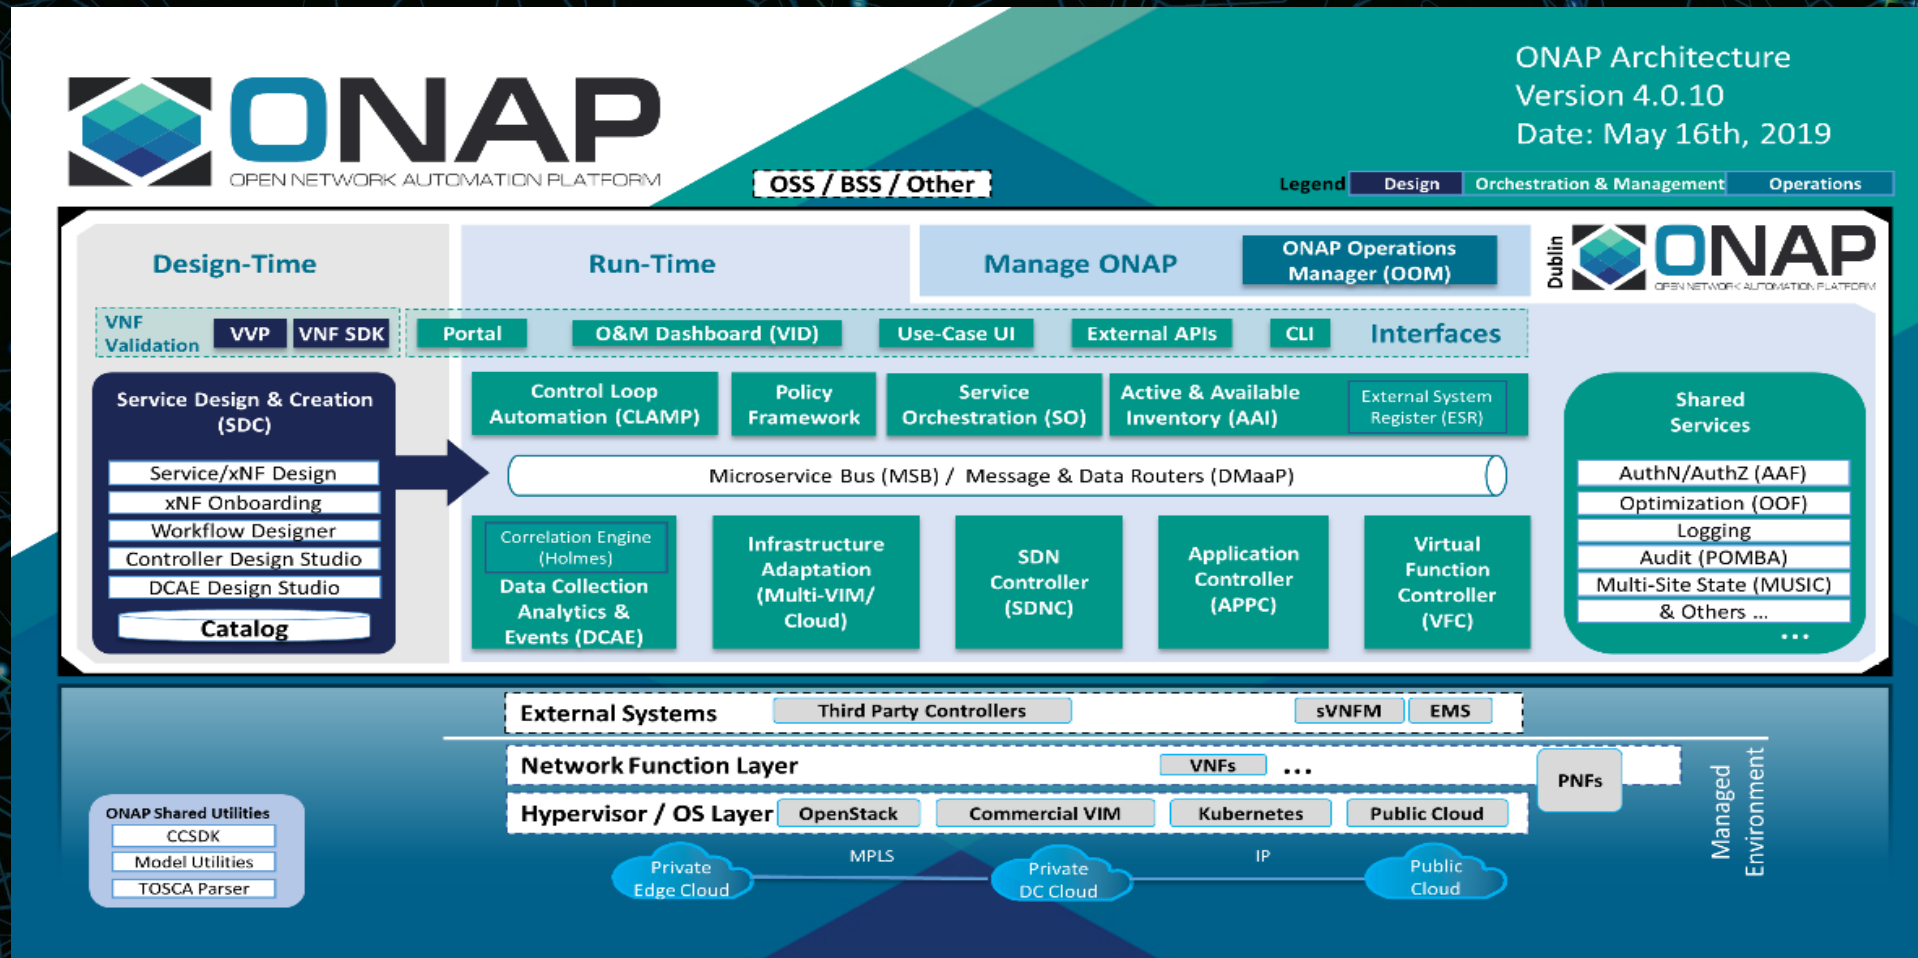 ONAP
OPEN NETWORK AUTOMATION PLATFORM
ONAP Architecture
Version 4.0.10
Date: May 16th, 2019
OSS / BSS / Other
Legend Design Orchestration & Management Operations
Design-Time
Run-Time
Manage ONAP
ONAP Operations
Manager (OOM)
Dublin
ONAP
OPEN NETWORK AUTOMATION PLATFORM
VNF
Validation
VVP
VNF SDK
Portal
O&M Dashboard (VID)
Use-Case UI
External APIs
CLI
Interfaces
Service Design & Creation
(SDC)
Service/xNF Design
xNF Onboarding
Workflow Designer
Controller Design Studio
DCAE Design Studio
Catalog
Control Loop
Automation (CLAMP)
Policy
Framework
Service
Orchestration (SO)
Active & Available
Inventory (AAI)
External System
Register (ESR)
Microservice Bus (MSB) / Message & Data Routers (DMaaP)
Correlation Engine
(Holmes)
Data Collection
Analytics &
Events (DCAE)
Infrastructure
Adaptation
(Multi-VIM/
Cloud)
SDN
Controller
(SDNC)
Application
Controller
(APPC)
Virtual
Function
Controller
(VFC)
Shared
Services
AuthN/AuthZ (AAF)
Optimization (OOF)
Logging
Audit (POMBA)
Multi-Site State (MUSIC)
& Others ...
...
External Systems
Third Party Controllers
sVNFM
EMS
Network Function Layer
VNFs
...
PNFs
Hypervisor / OS Layer
OpenStack
Commercial VIM
Kubernetes
Public Cloud
Managed
Environment
ONAP Shared Utilities
CCSDK
Model Utilities
TOSCA Parser
Private
Edge Cloud
MPLS
Private
DC Cloud
IP
Public
Cloud